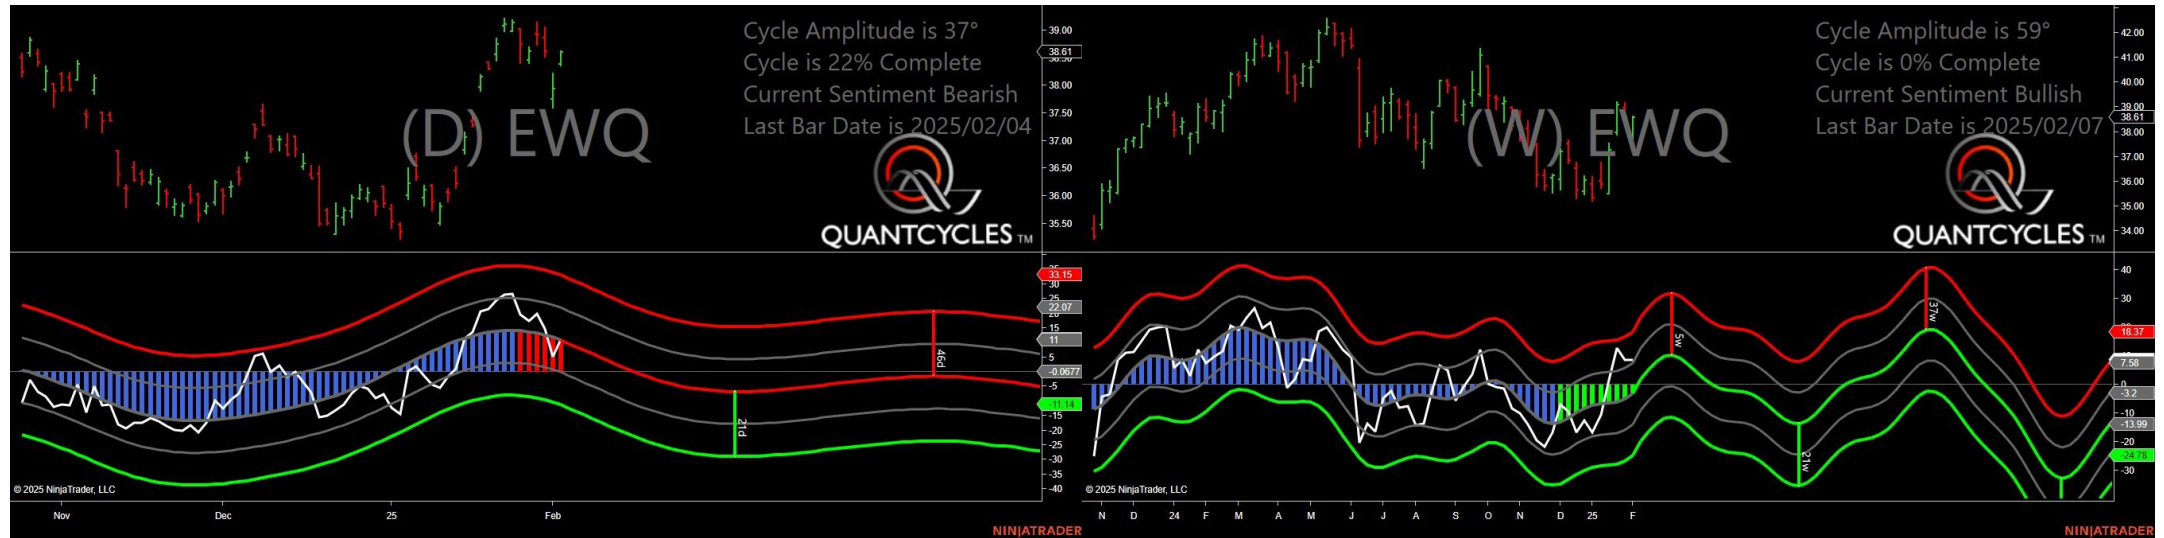 Cycle Amplitude is 37°
Cycle is 22% Complete
Current Sentiment Bearish
Last Bar Date is 2025/02/04
(D) EWQ
QUANTCYCLES TM
39.00
38.61
38.00
37.50
37.00
36.50
36.00
35.50
33.15
30
25
22.07
15
11
5
-0.0677
-5
-11.14
-15
-20
-25
-30
-35
-40
21d
46d
© 2025 NinjaTrader, LLC
Nov Dec 25 Feb
NINJATRADER
Cycle Amplitude is 59°
Cycle is 0% Complete
Current Sentiment Bullish
Last Bar Date is 2025/02/07
(W) EWQ
QUANTCYCLES TM
42.00
41.00
40.00
39.00
38.61
38.00
37.00
36.00
35.00
34.00
40
30
18.37
7.58
0
-3.2
-10
-13.99
-20
-24.78
-30
5w
21w
37w
© 2025 NinjaTrader, LLC
N D 24 F M A M J J A S O N D 25 F
NINJATRADER